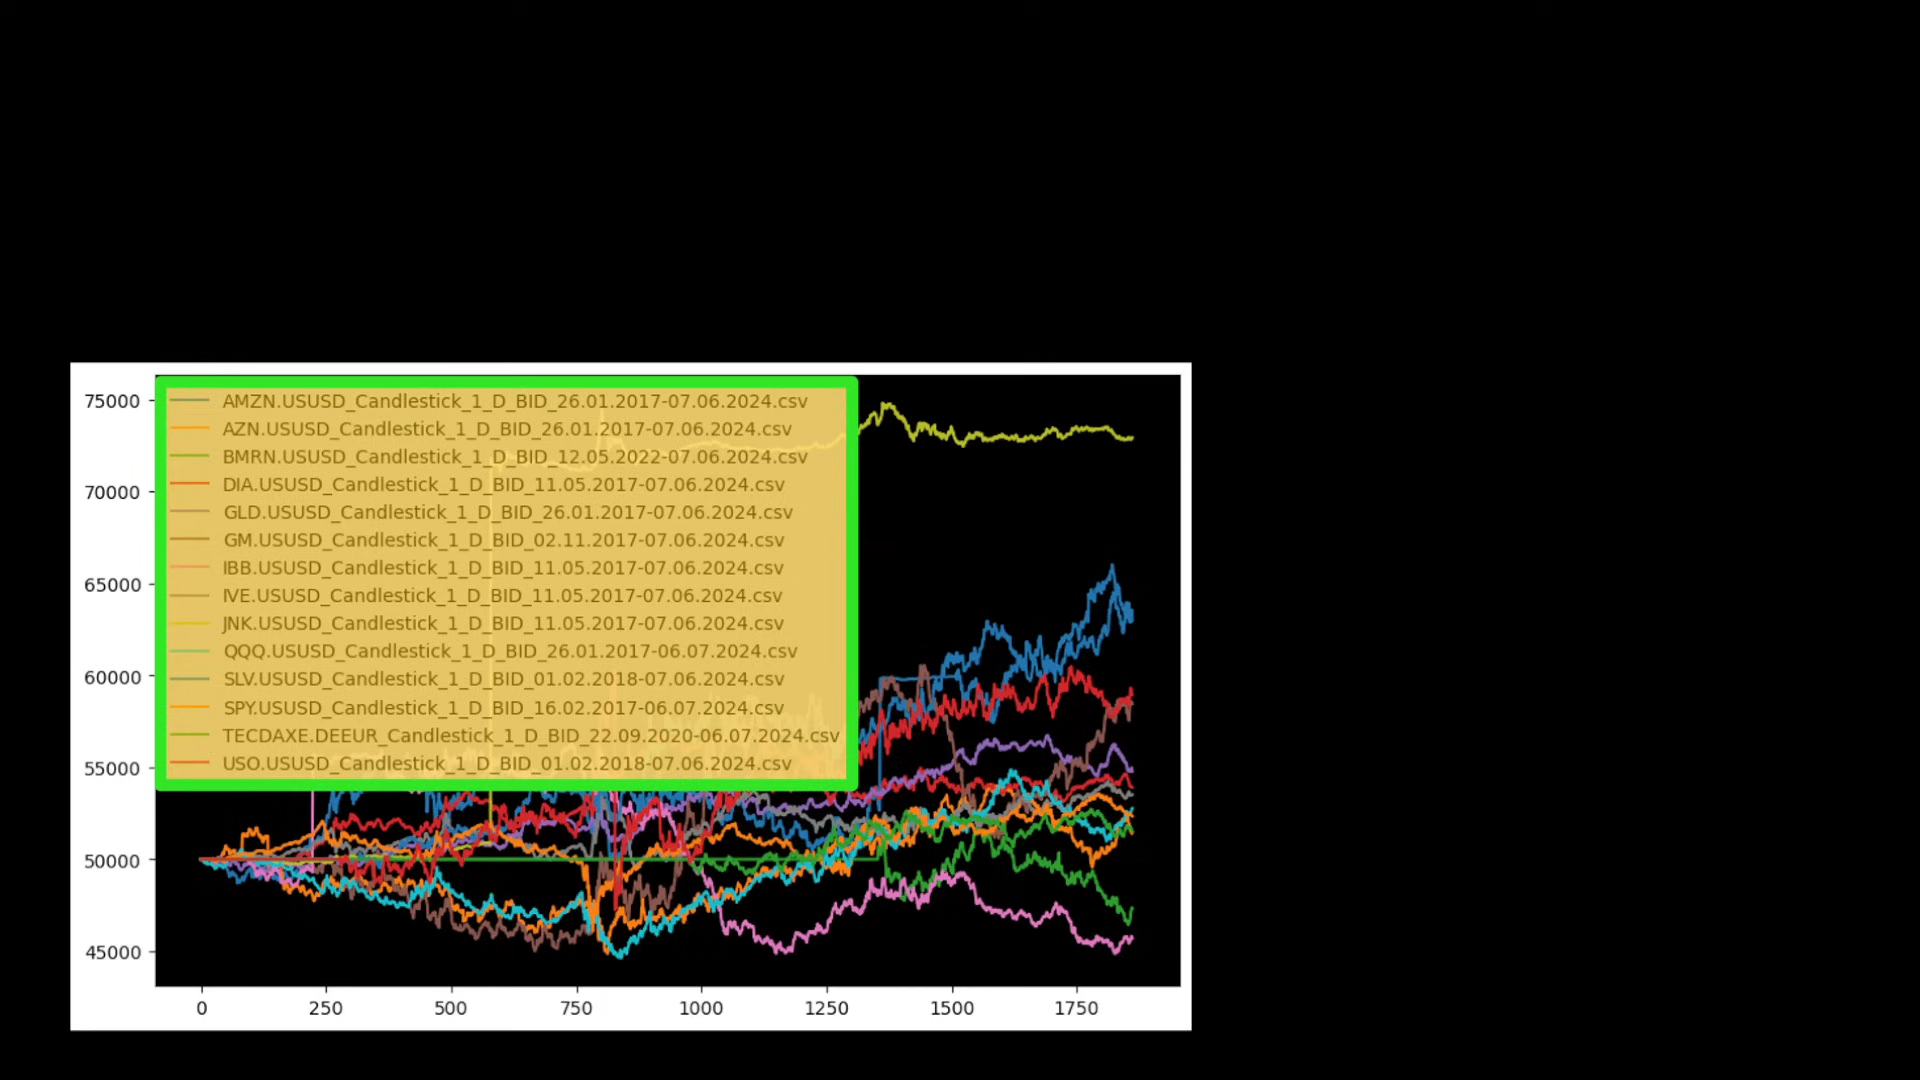 75000
70000
65000
60000
55000
50000
45000
AMZN.USUSD_Candlestick_1_D_BID_26.01.2017-07.06.2024.csv
AZN.USUSD_Candlestick_1_D_BID_26.01.2017-07.06.2024.csv
BMRN.USUSD_Candlestick_1_D_BID_12.05.2022-07.06.2024.csv
DIA.USUSD_Candlestick_1_D_BID_11.05.2017-07.06.2024.csv
GLD.USUSD_Candlestick_1_D_BID_26.01.2017-07.06.2024.csv
GM.USUSD_Candlestick_1_D_BID_02.11.2017-07.06.2024.csv
IBB.USUSD_Candlestick_1_D_BID_11.05.2017-07.06.2024.csv
IVE.USUSD_Candlestick_1_D_BID_11.05.2017-07.06.2024.csv
JNK.USUSD_Candlestick_1_D_BID_11.05.2017-07.06.2024.csv
QQQ.USUSD_Candlestick_1_D_BID_26.01.2017-06.07.2024.csv
SLV.USUSD_Candlestick_1_D_BID_01.02.2018-06.07.2024.csv
SPY.USUSD_Candlestick_1_D_BID_16.02.2017-06.07.2024.csv
TECDAXE.DEEUR_Candlestick_1_D_BID_22.09.2020-06.07.2024.csv
USO.USUSD_Candlestick_1_D_BID_01.02.2018-07.06.2024.csv
0 250 500 750 1000 1250 1500 1750